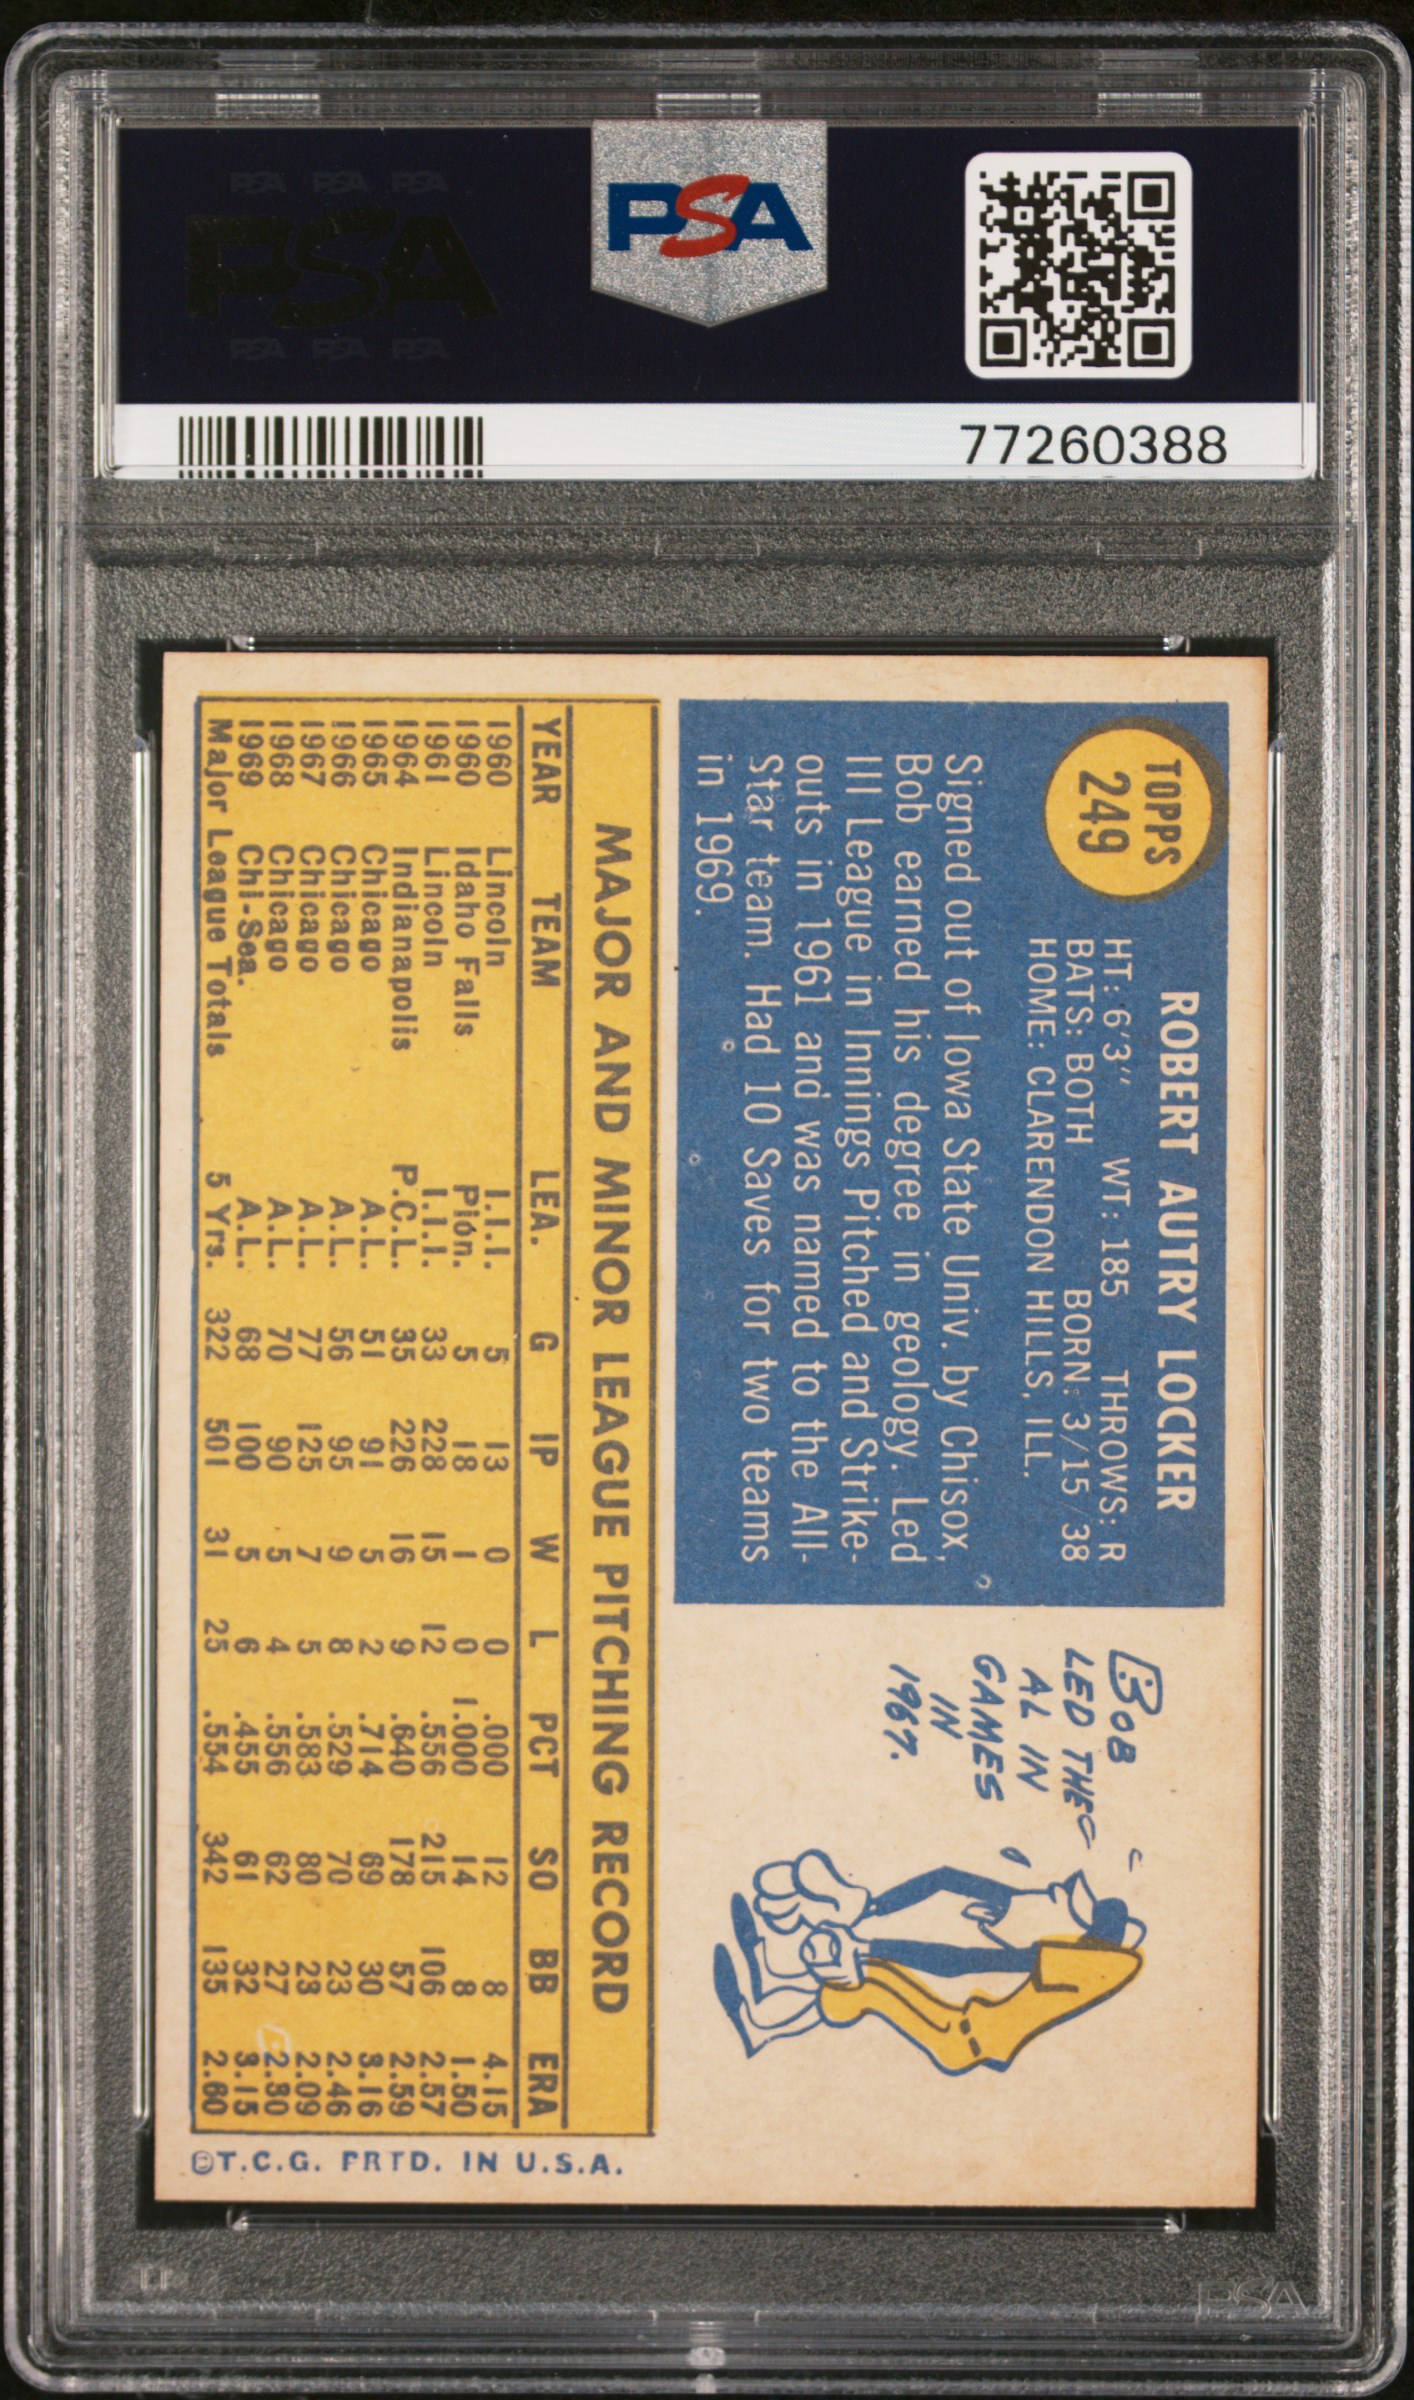 PSA PSA PSA
PSA
PSA PSA PSA
PSA
77260388
TOPPS
249
ROBERT AUTRY LOCKER
HT: 6'3" WT: 185 THROWS: R
BATS: BOTH BORN: 3/15/38
HOME: CLARENDON HILLS, ILL.
Signed out of Iowa State Univ. by Chisox,
Bob earned his degree in geology. Led
III League in Innings Pitched and Strike-
outs in 1961 and was named to the All-
Star team. Had 10 Saves for two teams
in 1969.
BOB
LED THE
AL IN
GAMES
IN
1967.
MAJOR AND MINOR LEAGUE PITCHING RECORD
YEAR TEAM LEA. G IP W L PCT SO BB ERA
1960 Lincoln I.I.I. 5 13 0 0 .000 12 8 4.15
1960 Idaho Falls Pion. 5 18 1 0 1.000 14 8 1.50
1961 Lincoln I.I.I. 33 228 15 12 .556 215 106 2.57
1964 Indianapolis P.C.L. 35 226 16 9 .640 178 57 2.59
1965 Chicago A.L. 51 91 5 2 .714 69 30 3.16
1966 Chicago A.L. 56 95 9 8 .529 70 23 2.46
1967 Chicago A.L. 77 125 7 5 .583 80 23 2.09
1968 Chicago A.L. 70 90 5 4 .556 62 27 2.30
1969 Chi-Sea. A.L. 68 100 5 6 .455 61 32 3.15
Major League Totals 5 Yrs. 322 501 31 25 .554 342 135 2.60
©T.C.G. PRTD. IN U.S.A.
PSA